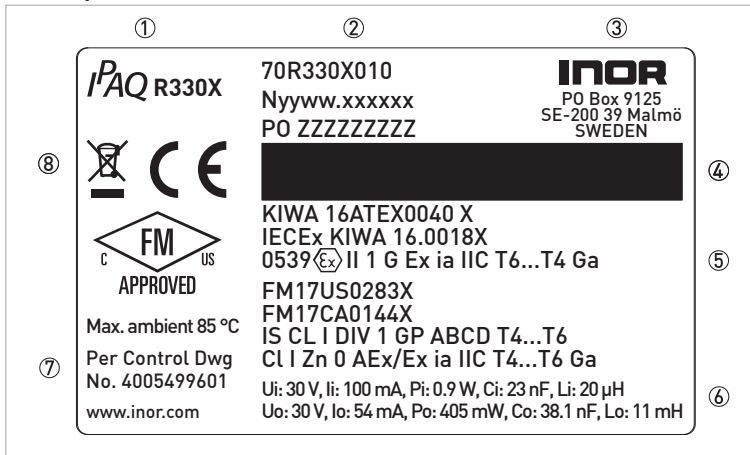 ① ② ③
IPAQ R330X
70R330X010
Nyyww.xxxxxx
PO ZZZZZZZZZ
INOR
PO Box 9125
SE-200 39 Malmö
SWEDEN
⑧
CE
④
C FM US
APPROVED
KIWA 16ATEX0040 X
IECEx KIWA 16.0018X
0539 Ex II 1 G Ex ia IIC T6...T4 Ga
⑤
FM17US0283X
FM17CA0144X
IS CL I DIV 1 GP ABCD T4...T6
Cl I Zn 0 AEx/Ex ia IIC T4...T6 Ga
Max. ambient 85 °C
⑦
Per Control Dwg
No. 4005499601
www.inor.com
Ui: 30 V, Ii: 100 mA, Pi: 0.9 W, Ci: 23 nF, Li: 20 µH
Uo: 30 V, Io: 54 mA, Po: 405 mW, Co: 38.1 nF, Lo: 11 mH
⑥